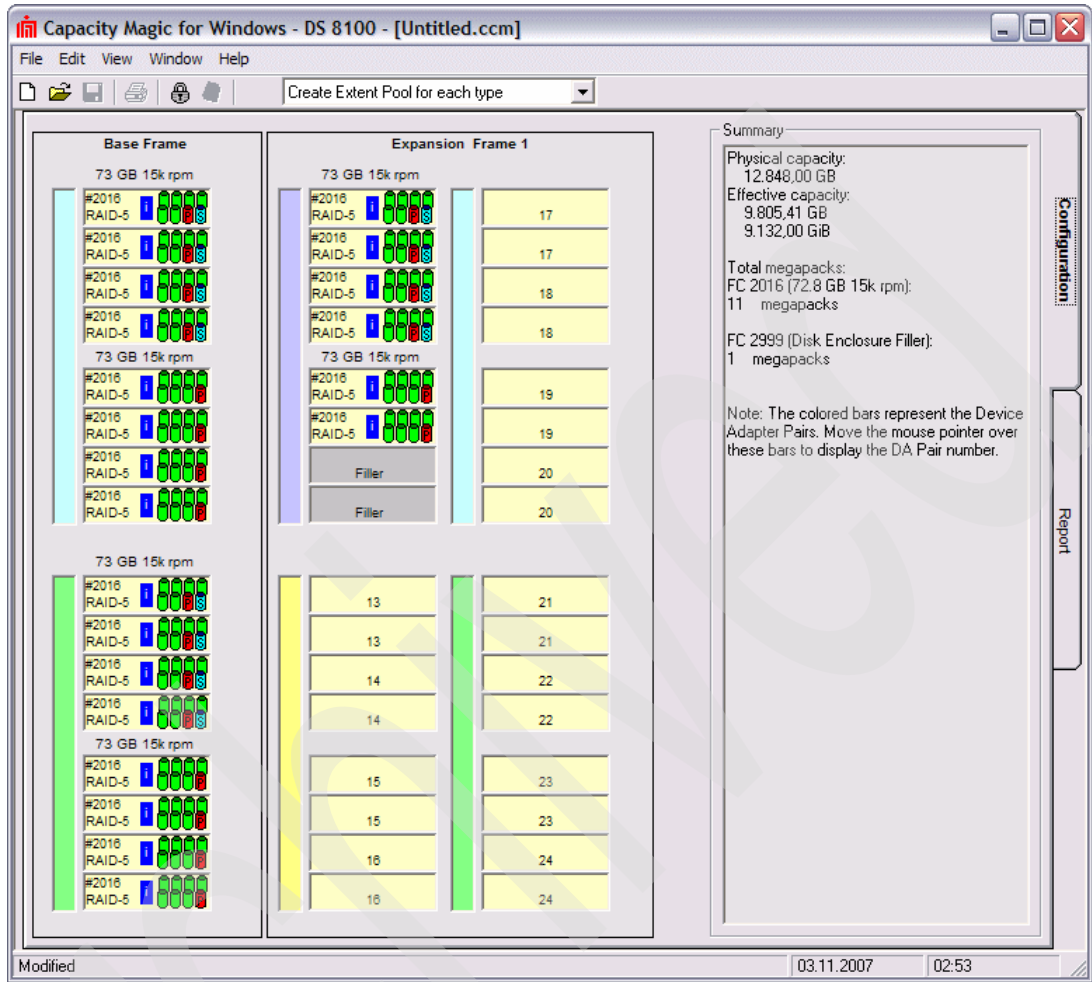 Capacity Magic for Windows - DS 8100 - [Untitled.ccm]
File Edit View Window Help
Create Extent Pool for each type
Base Frame
73 GB 15k rpm
#2016
RAID-5 i P S
#2016
RAID-5 i P S
#2016
RAID-5 i P S
#2016
RAID-5 i P S
73 GB 15k rpm
#2016
RAID-5 i P
#2016
RAID-5 i P
#2016
RAID-5 i P
#2016
RAID-5 i P
73 GB 15k rpm
#2016
RAID-5 i P S
#2016
RAID-5 i P S
#2016
RAID-5 i P S
#2016
RAID-5 i P S
73 GB 15k rpm
#2016
RAID-5 i P
#2016
RAID-5 i P
#2016
RAID-5 i P
#2016
RAID-5 i P
Expansion Frame 1
73 GB 15k rpm
#2016
RAID-5 i P S
17
#2016
RAID-5 i P S
17
#2016
RAID-5 i P S
18
#2016
RAID-5 i P S
18
73 GB 15k rpm
#2016
RAID-5 i P
19
#2016
RAID-5 i P
19
Filler
20
Filler
20
13
21
13
21
14
22
14
22
15
23
15
23
16
24
16
24
Summary
Physical capacity:
12.848,00 GB
Effective capacity:
9.805,41 GB
9.132,00 GiB
Total megapacks:
FC 2016 (72.8 GB 15k rpm):
11 megapacks
FC 2999 (Disk Enclosure Filler):
1 megapacks
Note: The colored bars represent the Device
Adapter Pairs. Move the mouse pointer over
these bars to display the DA Pair number.
Configuration
Report
Modified
03.11.2007
02:53